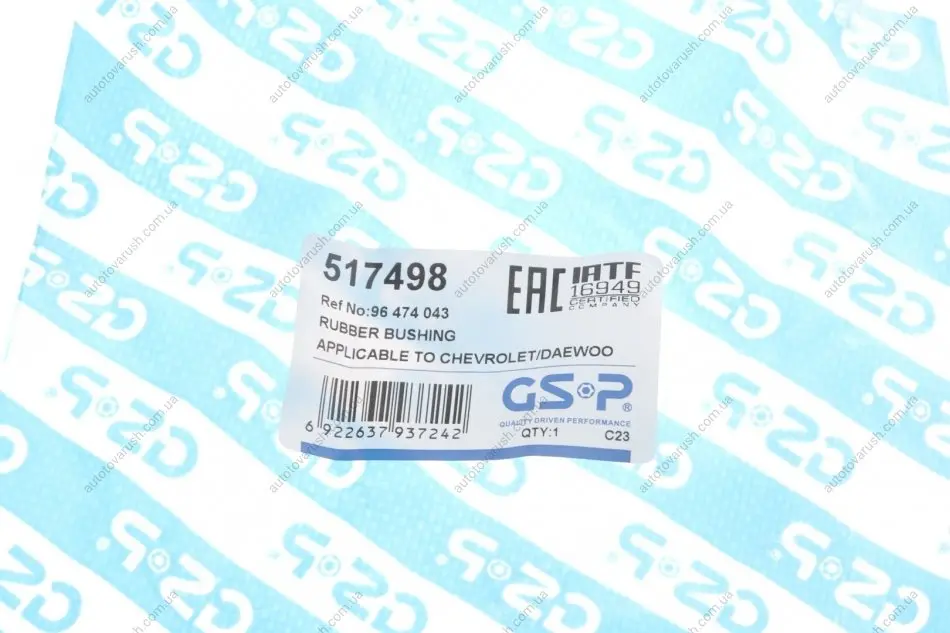 517498
Ref No:96 474 043
RUBBER BUSHING
APPLICABLE TO CHEVROLET/DAEWOO
EAC
IATF
16949
CERTIFIED
COMPANY
6 922637 937242
GSP®
QUALITY DRIVEN PERFORMANCE
QTY:1
C23
autotovarush.com.ua